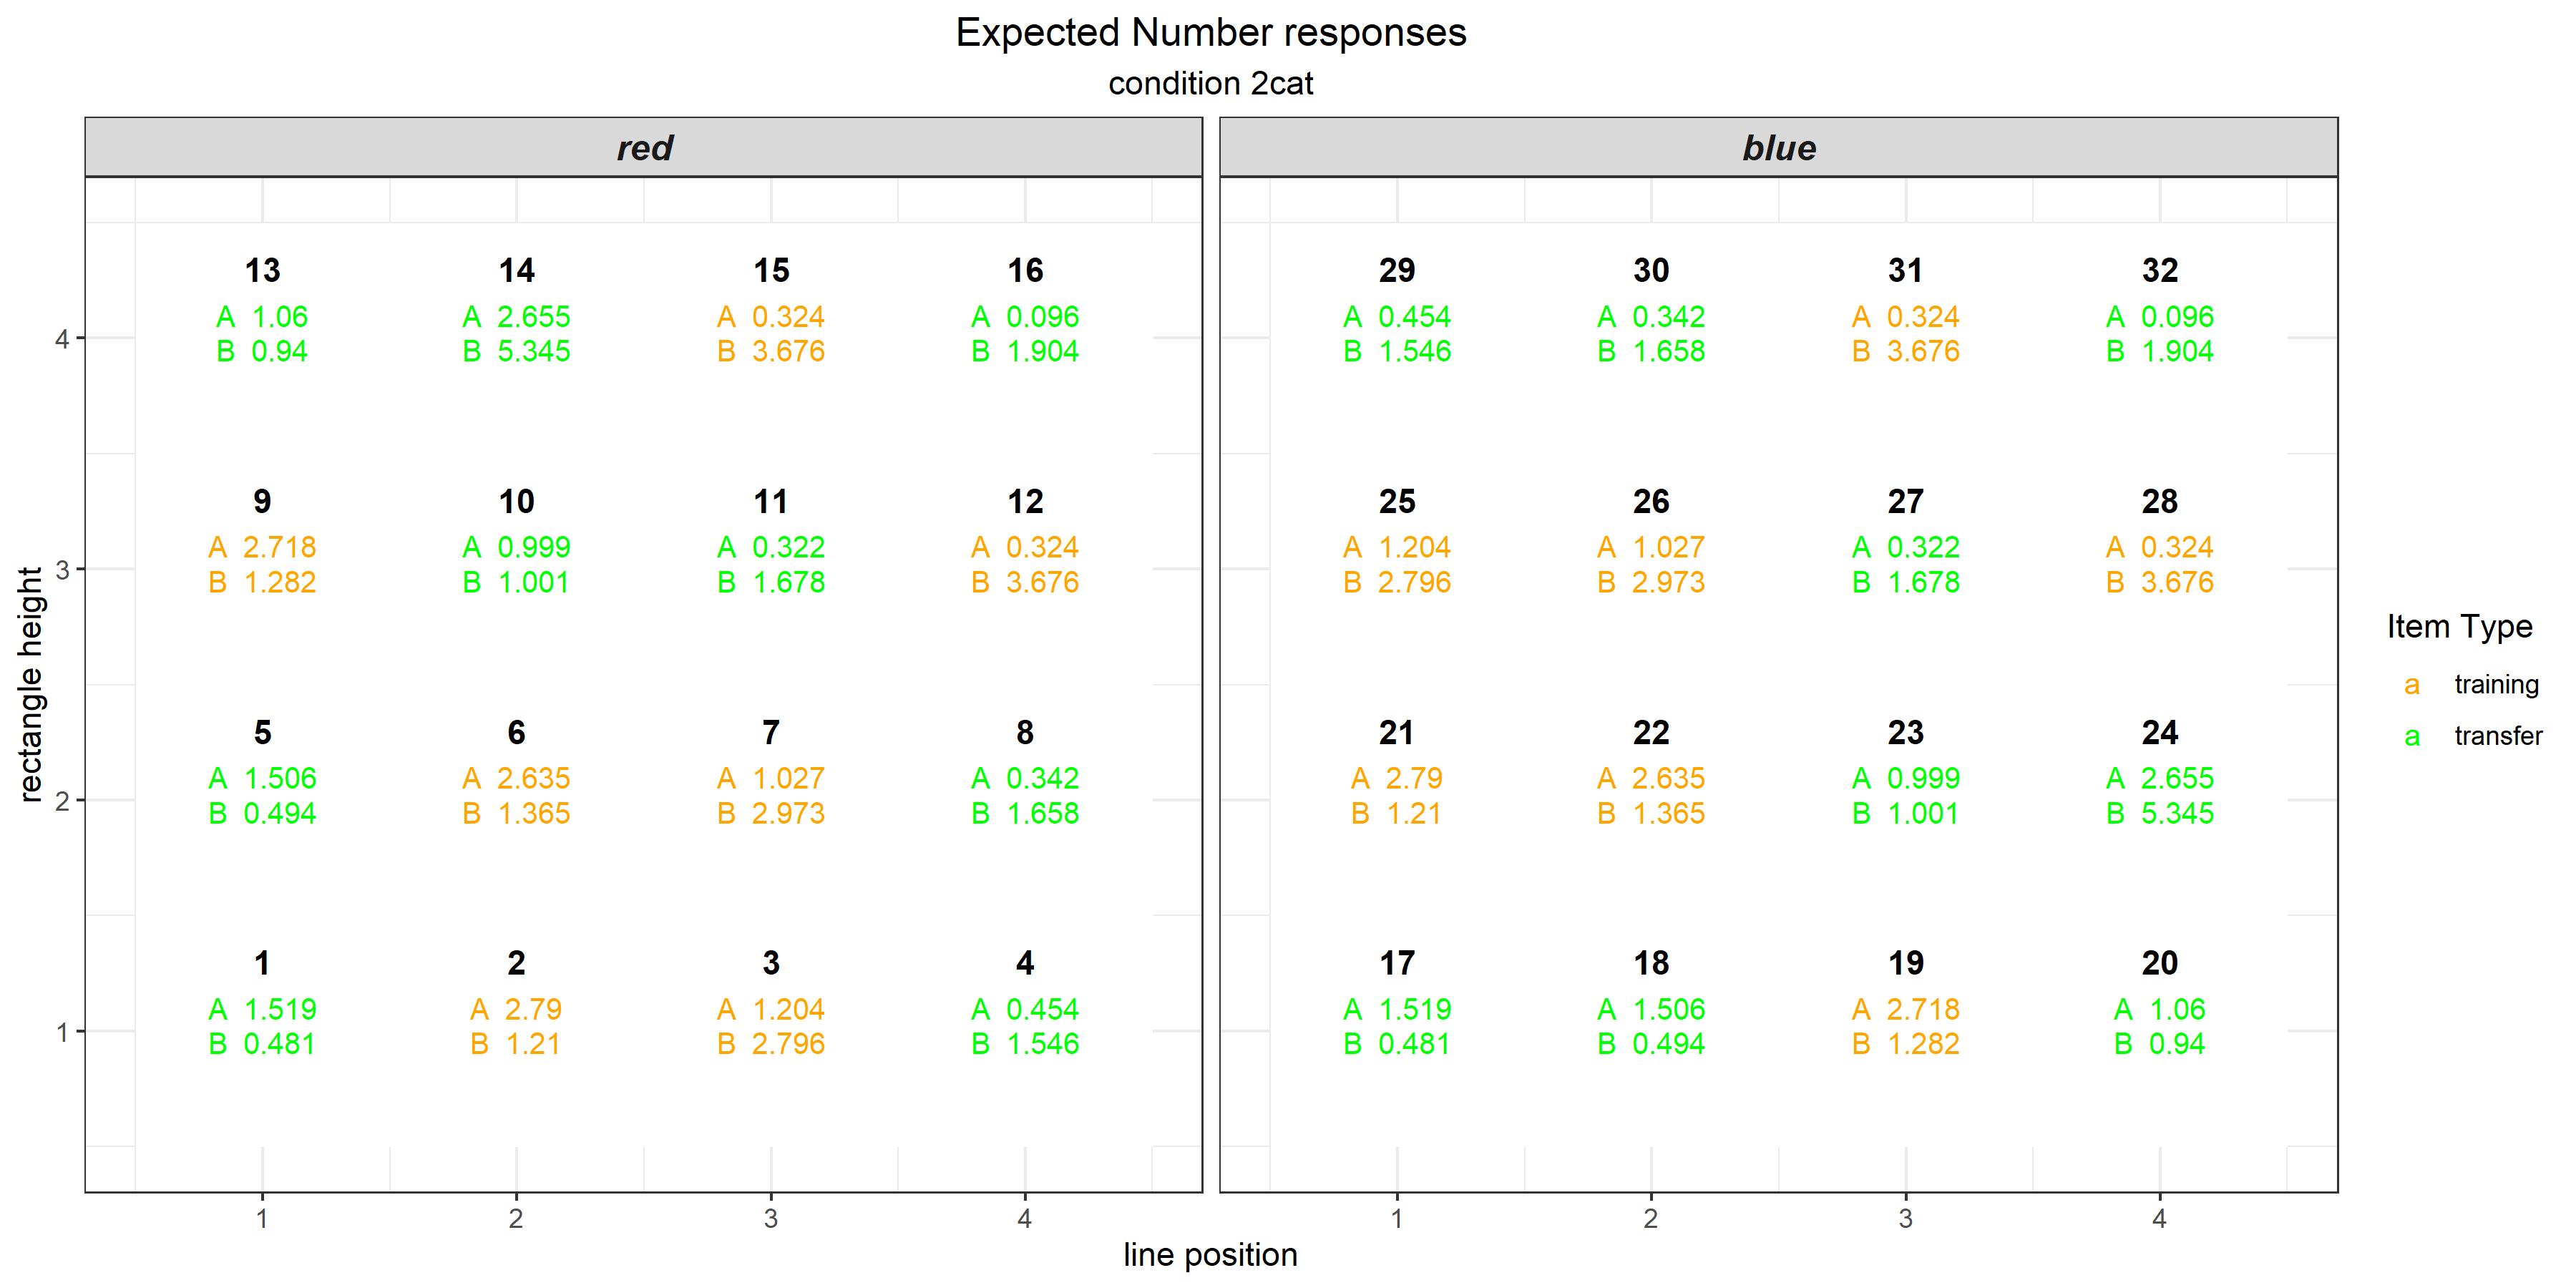 Expected Number responses
condition 2cat
red
blue
13 14 15 16 29 30 31 32
A 1.06 A 2.655 A 0.324 A 0.096 A 0.454 A 0.342 A 0.324 A 0.096
4 B 0.94 B 5.345 B 3.676 B 1.904 B 1.546 B 1.658 B 3.676 B 1.904
9 10 11 12 25 26 27 28
A 2.718 A 0.999 A 0.322 A 0.324 A 1.204 A 1.027 A 0.322 A 0.324
3 B 1.282 B 1.001 B 1.678 B 3.676 B 2.796 B 2.973 B 1.678 B 3.676
5 6 7 8 21 22 23 24
A 1.506 A 2.635 A 1.027 A 0.342 A 2.79 A 2.635 A 0.999 A 2.655
2 B 0.494 B 1.365 B 2.973 B 1.658 B 1.21 B 1.365 B 1.001 B 5.345
1 2 3 4 17 18 19 20
A 1.519 A 2.79 A 1.204 A 0.454 A 1.519 A 1.506 A 2.718 A 1.06
1 B 0.481 B 1.21 B 2.796 B 1.546 B 0.481 B 0.494 B 1.282 B 0.94
1 2 3 4 1 2 3 4
line position
rectangle height
Item Type
a training
a transfer